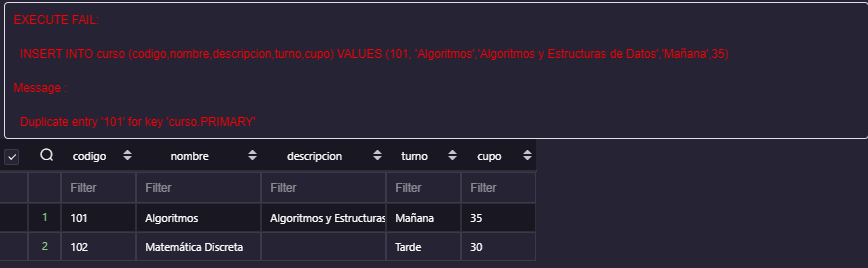 EXECUTE FAIL:
INSERT INTO curso (codigo,nombre,descripcion,turno,cupo) VALUES (101, 'Algoritmos','Algoritmos y Estructuras de Datos','Mañana',35)
Message :
Duplicate entry '101' for key 'curso.PRIMARY'
codigo nombre descripcion turno cupo
Filter Filter Filter Filter Filter
1 101 Algoritmos Algoritmos y Estructuras Mañana 35
2 102 Matemática Discreta Tarde 30